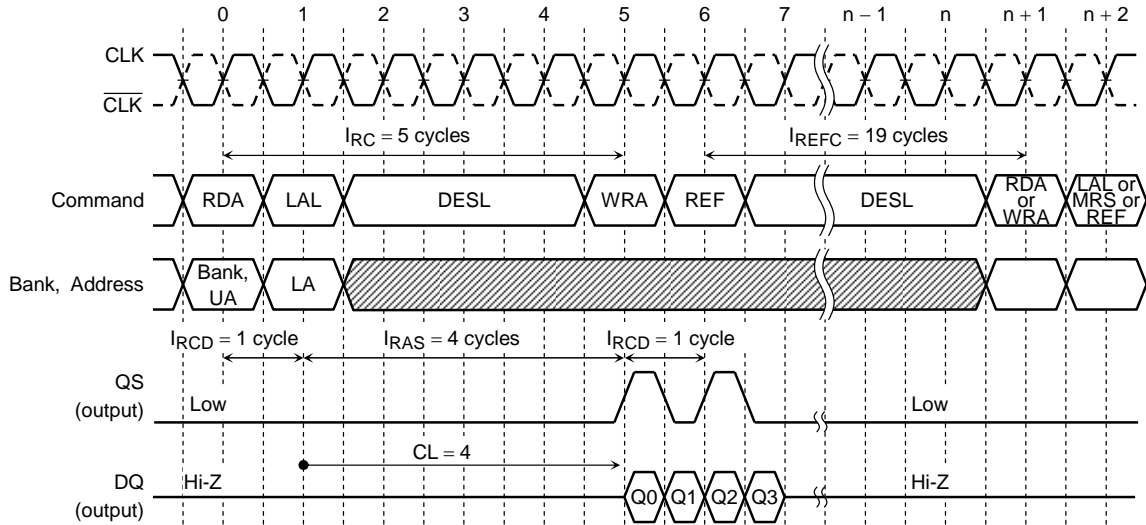 0 1 2 3 4 5 6 7 n − 1 n n + 1 n + 2
CLK
CLK
IRC = 5 cycles IREFC = 19 cycles
Command RDA LAL DESL WRA REF DESL RDA or WRA LAL or MRS or REF
Bank, Address Bank, UA LA
IRCD = 1 cycle IRAS = 4 cycles IRCD = 1 cycle
QS
(output) Low Low
CL = 4
DQ
(output) Hi-Z Q0 Q1 Q2 Q3 Hi-Z